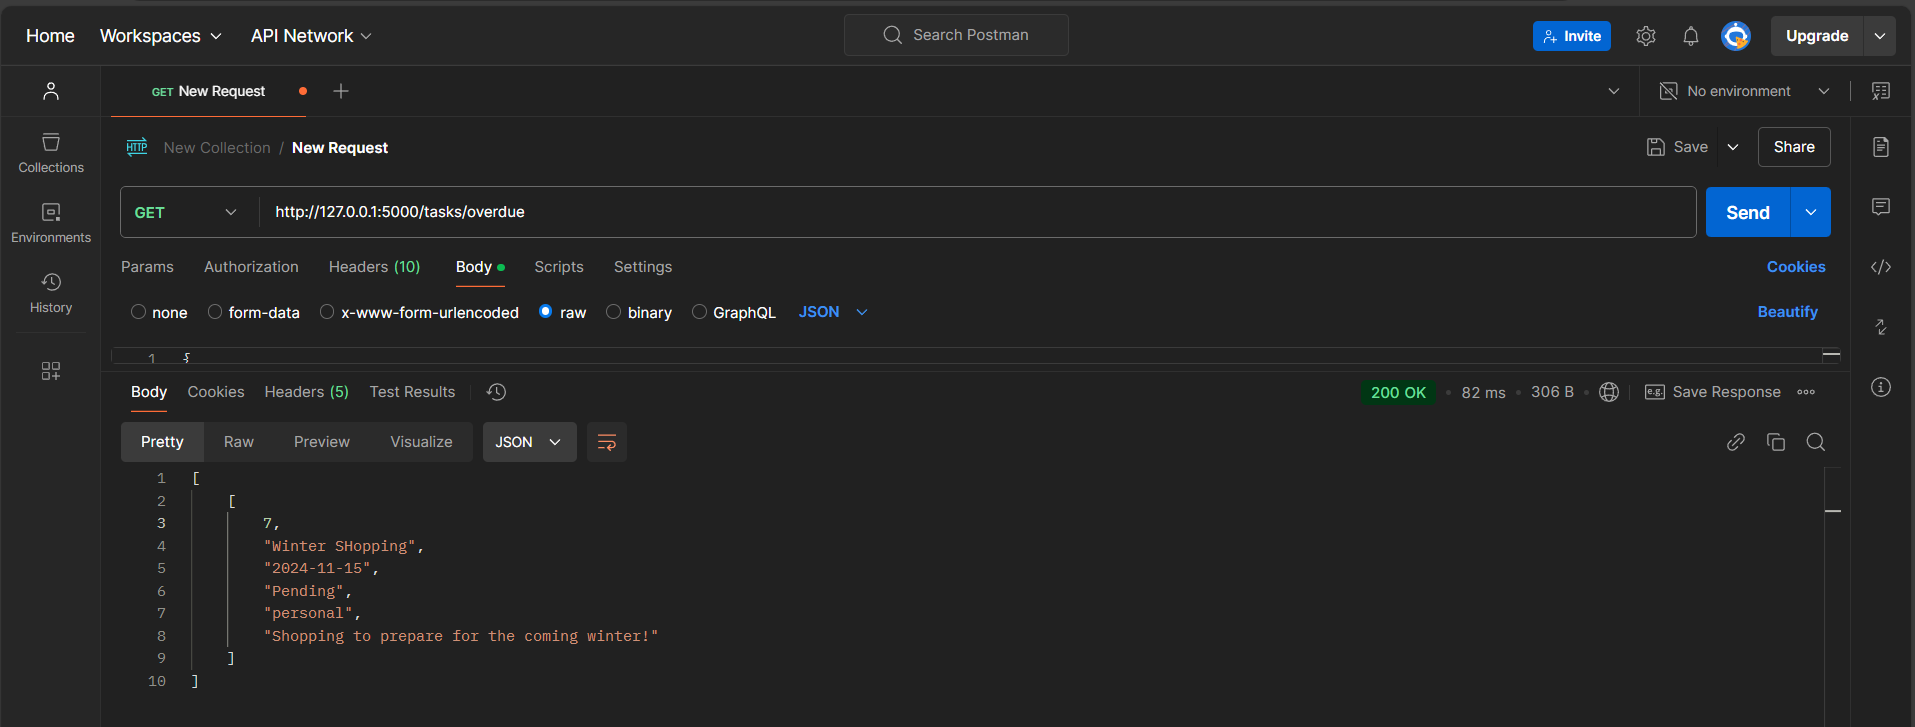 Home Workspaces API Network Search Postman Invite Upgrade
GET New Request No environment
HTTP New Collection / New Request Save Share
Collections
GET http://127.0.0.1:5000/tasks/overdue Send
Environments
Params Authorization Headers (10) Body Scripts Settings Cookies
History
none form-data x-www-form-urlencoded raw binary GraphQL JSON Beautify
1 {
Body Cookies Headers (5) Test Results 200 OK 82 ms 306 B e.g. Save Response
Pretty Raw Preview Visualize JSON
1 [
2 [
3 7,
4 "Winter SHopping",
5 "2024-11-15",
6 "Pending",
7 "personal",
8 "Shopping to prepare for the coming winter!"
9 ]
10 ]